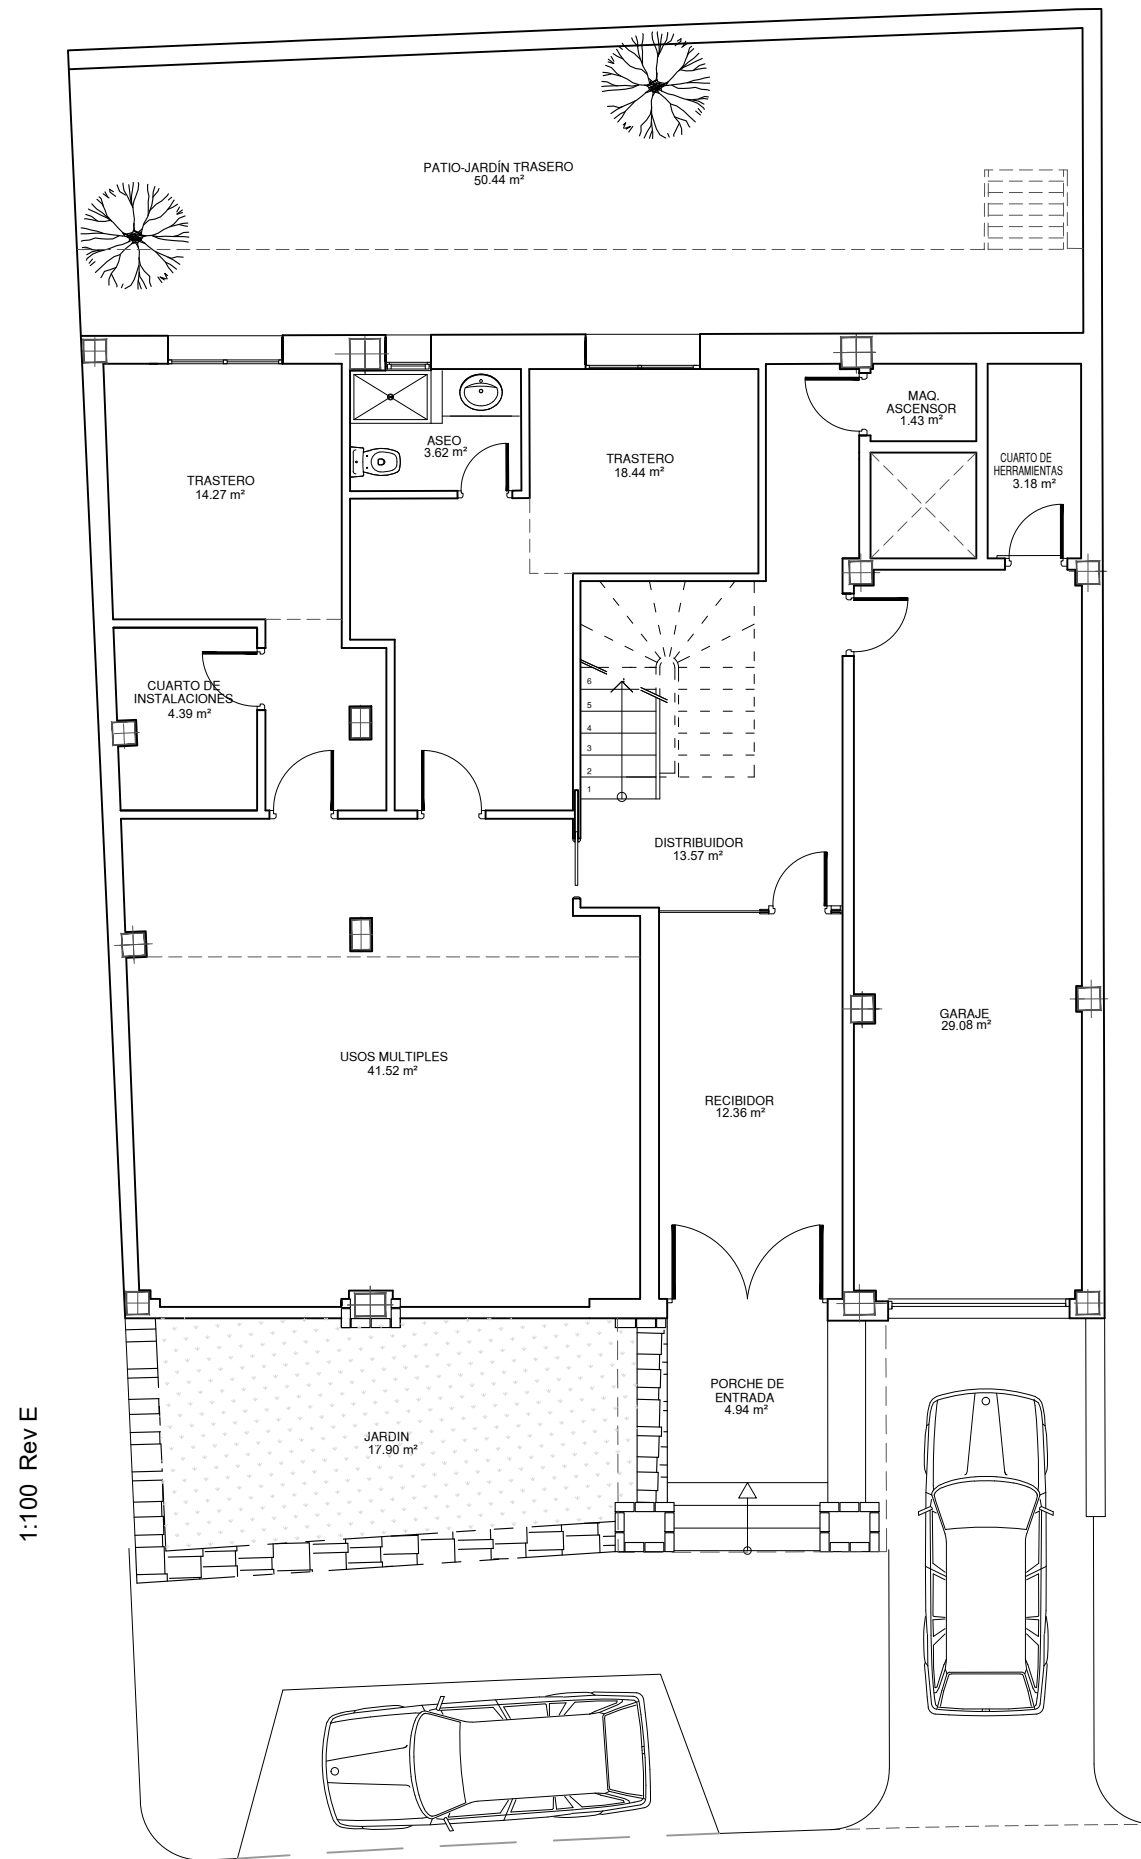 PATIO-JARDÍN TRASERO
50.44 m²
MAQ.
ASCENSOR
1.43 m²
ASEO
3.62 m²
TRASTERO
18.44 m²
CUARTO DE
HERRAMIENTAS
3.18 m²
TRASTERO
14.27 m²
CUARTO DE
INSTALACIONES
4.39 m²
6
5
4
3
2
1
DISTRIBUIDOR
13.57 m²
GARAJE
29.08 m²
USOS MULTIPLES
41.52 m²
RECIBIDOR
12.36 m²
PORCHE DE
ENTRADA
4.94 m²
JARDIN
17.90 m²
1:100 Rev E